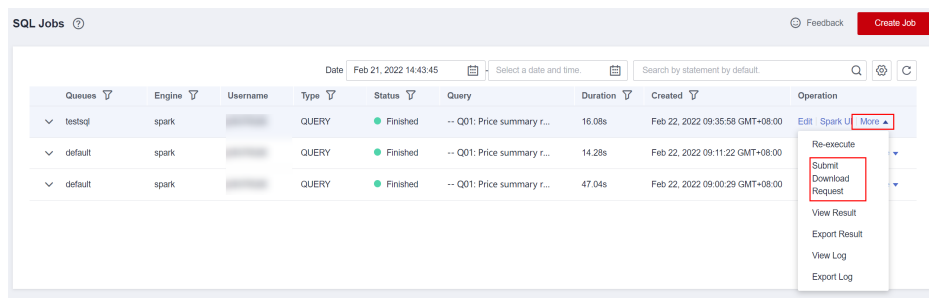 SQL Jobs
Feedback
Create Job
Date Feb 21, 2022 14:43:45 - Select a date and time. Search by statement by default.
Queues Engine Username Type Status Query Duration Created Operation
testsql spark QUERY Finished -- Q01: Price summary r... 16.08s Feb 22, 2022 09:35:58 GMT+08:00 Edit Spark UI More
default spark QUERY Finished -- Q01: Price summary r... 14.28s Feb 22, 2022 09:11:22 GMT+08:00
default spark QUERY Finished -- Q01: Price summary r... 47.04s Feb 22, 2022 09:00:29 GMT+08:00
Re-execute
Submit
Download
Request
View Result
Export Result
View Log
Export Log